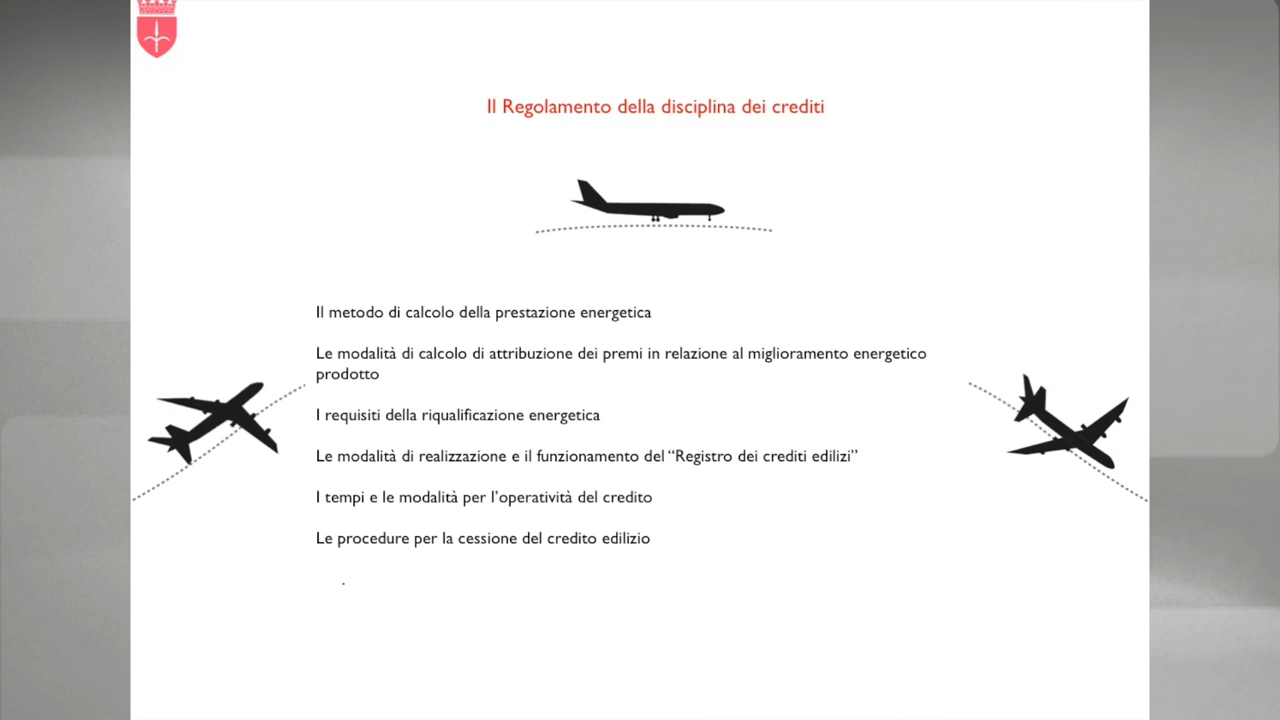 Il Regolamento della disciplina dei crediti
Il metodo di calcolo della prestazione energetica
Le modalità di calcolo di attribuzione dei premi in relazione al miglioramento energetico
prodotto
I requisiti della riqualificazione energetica
Le modalità di realizzazione e il funzionamento del “Registro dei crediti edilizi”
I tempi e le modalità per l’operatività del credito
Le procedure per la cessione del credito edilizio
.